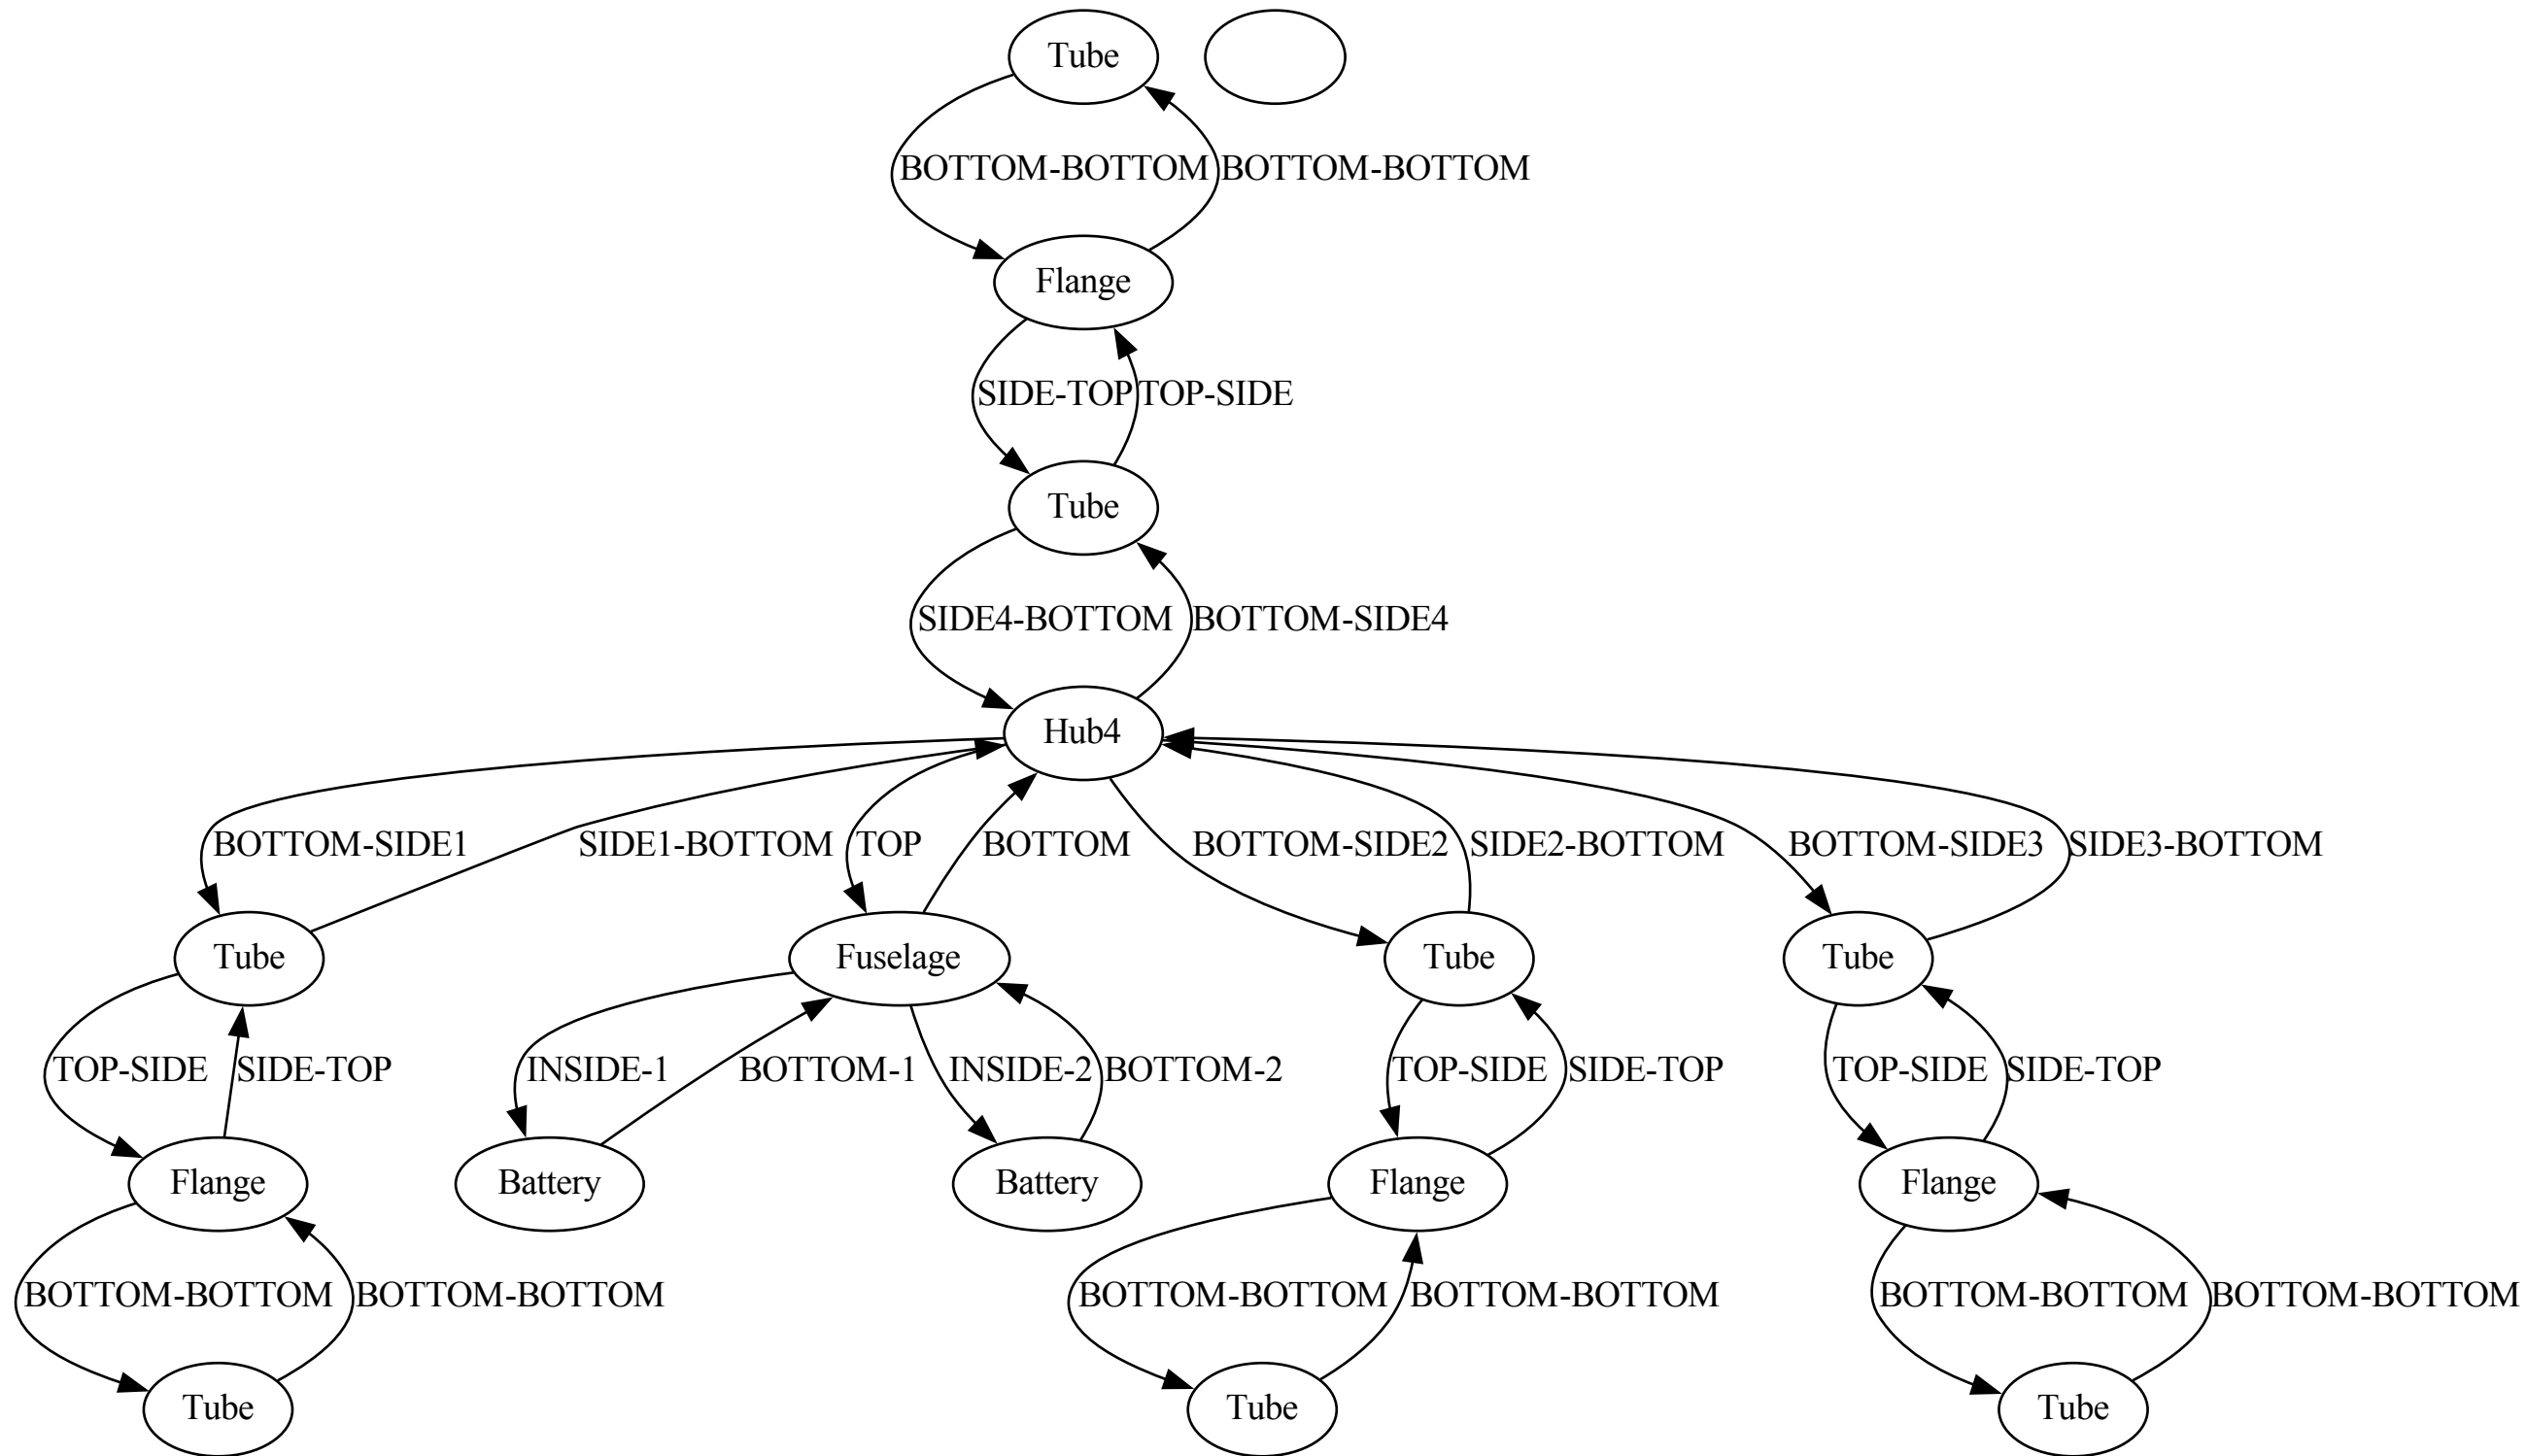 Tube
BOTTOM-BOTTOM BOTTOM-BOTTOM
Flange
SIDE-TOP TOP-SIDE
Tube
SIDE4-BOTTOM BOTTOM-SIDE4
Hub4
BOTTOM-SIDE1 SIDE1-BOTTOM TOP BOTTOM BOTTOM-SIDE2 SIDE2-BOTTOM BOTTOM-SIDE3 SIDE3-BOTTOM
Tube Fuselage Tube Tube
TOP-SIDE SIDE-TOP INSIDE-1 BOTTOM-1 INSIDE-2 BOTTOM-2 TOP-SIDE SIDE-TOP TOP-SIDE SIDE-TOP
Flange Battery Battery Flange Flange
BOTTOM-BOTTOM BOTTOM-BOTTOM BOTTOM-BOTTOM BOTTOM-BOTTOM BOTTOM-BOTTOM BOTTOM-BOTTOM
Tube Tube Tube